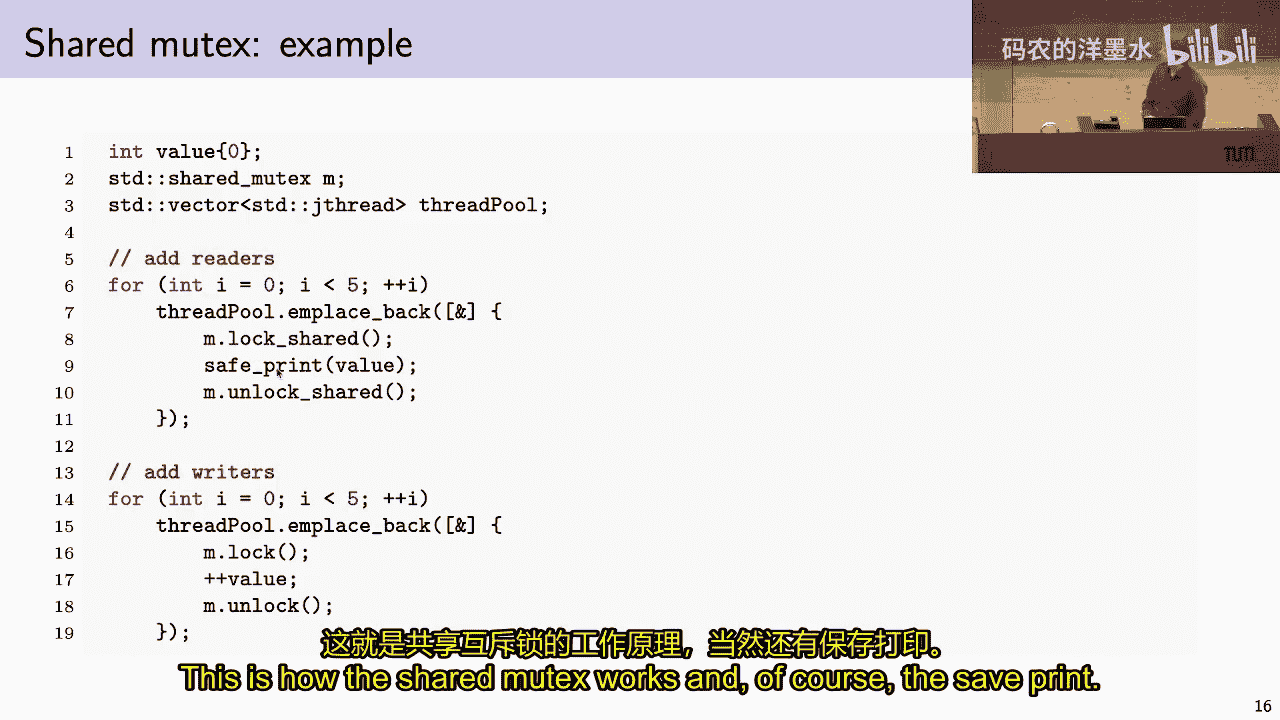 Shared mutex: example
码农的洋墨水 bilibili
TUM
1 int value{0};
2 std::shared_mutex m;
3 std::vector<std::jthread> threadPool;
4
5 // add readers
6 for (int i = 0; i < 5; ++i)
7 threadPool.emplace_back([&] {
8 m.lock_shared();
9 safe_print(value);
10 m.unlock_shared();
11 });
12
13 // add writers
14 for (int i = 0; i < 5; ++i)
15 threadPool.emplace_back([&] {
16 m.lock();
17 ++value;
18 m.unlock();
19 });
这就是共享互斥锁的工作原理，当然还有保存打印。
This is how the shared mutex works and, of course, the save print.
16